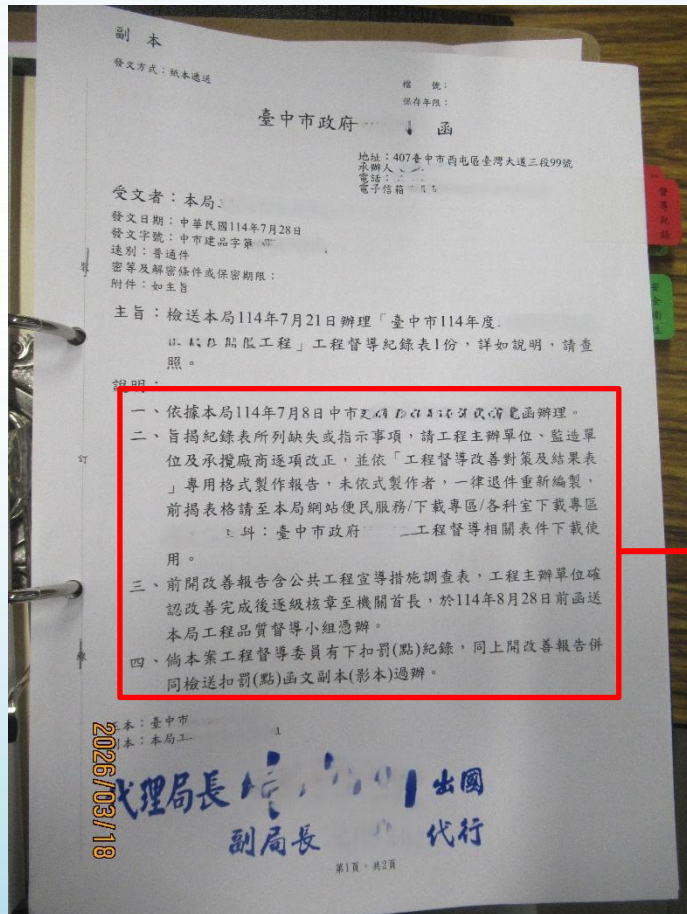 副 本
發文方式：紙本遞送
檔 號：
保存年限：
臺中市政府 函
地址：407臺中市西屯區臺灣大道三段99號
承辦人
電話：
電子信箱
受文者：本局
發文日期：中華民國114年7月28日
發文字號：中市建品字第
速別：普通件
密等及解密條件或保密期限：
附件：如主旨
主旨：檢送本局114年7月21日辦理「臺中市114年度
工程」工程督導紀錄表1份，詳如說明，請查
照。
說明：
一、依據本局114年7月8日中市 函辦理。
二、旨揭紀錄表所列缺失或指示事項，請工程主辦單位、監造單
位及承攬廠商逐項改正，並依「工程督導改善對策及結果表
」專用格式製作報告，未依式製作者，一律退件重新編製，
前揭表格請至本局網站便民服務/下載專區/各科室下載專區
科：臺中市政府 工程督導相關表件下載使
用。
三、前開改善報告含公共工程宣導措施調查表，工程主辦單位確
認改善完成後逐級核章至機關首長，於114年8月28日前函送
本局工程品質督導小組憑辦。
四、倘本案工程督導委員有下扣罰(點)紀錄，同上開改善報告併
同檢送扣罰(點)函文副本(影本)過辦。
正本：臺中市
副本：本局
代理局長 出國
副局長 代行
第1頁，共2頁
裝
訂
線
督導紀錄
安全衛生
2026/03/18